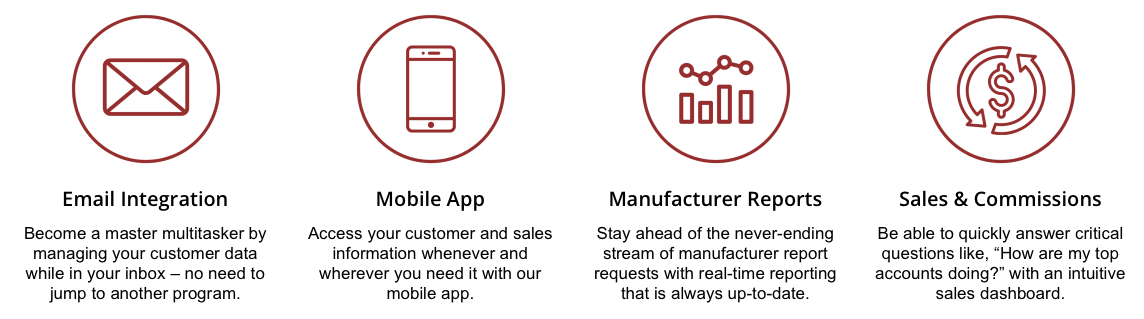 Email Integration
Become a master multitasker by
managing your customer data
while in your inbox – no need to
jump to another program.
Mobile App
Access your customer and sales
information whenever and
wherever you need it with our
mobile app.
Manufacturer Reports
Stay ahead of the never-ending
stream of manufacturer report
requests with real-time reporting
that is always up-to-date.
Sales & Commissions
Be able to quickly answer critical
questions like, “How are my top
accounts doing?” with an intuitive
sales dashboard.